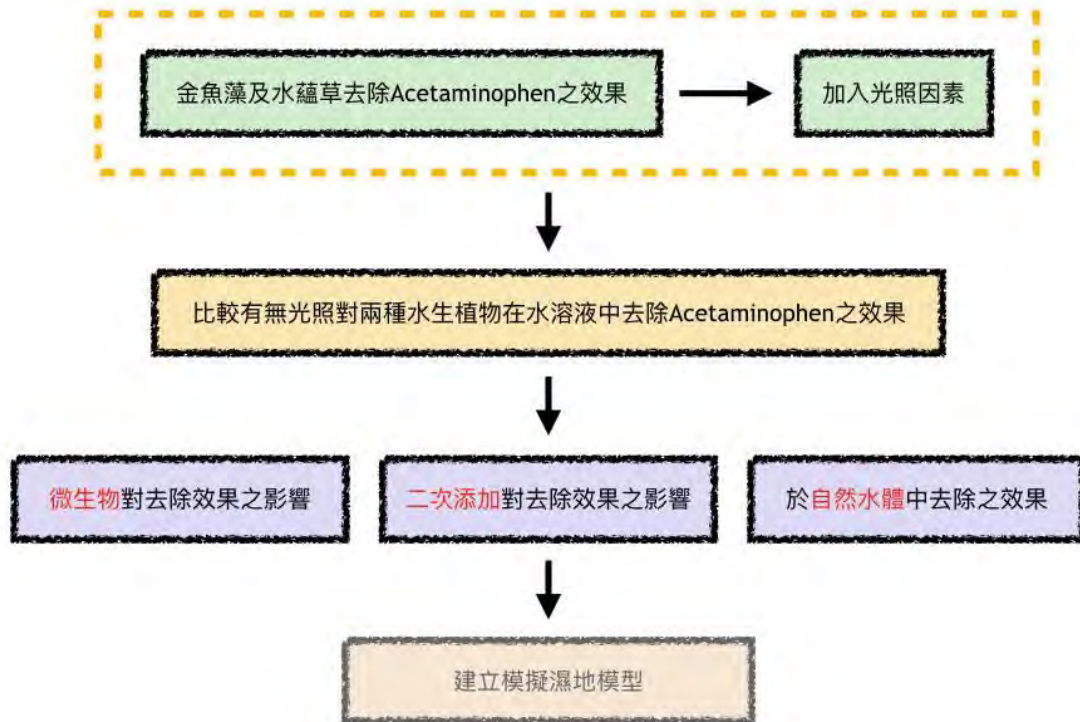 金魚藻及水蘊草去除Acetaminophen之效果
加入光照因素
比較有無光照對兩種水生植物在水溶液中去除Acetaminophen之效果
微生物對去除效果之影響
二次添加對去除效果之影響
於自然水體中去除之效果
建立模擬濕地模型